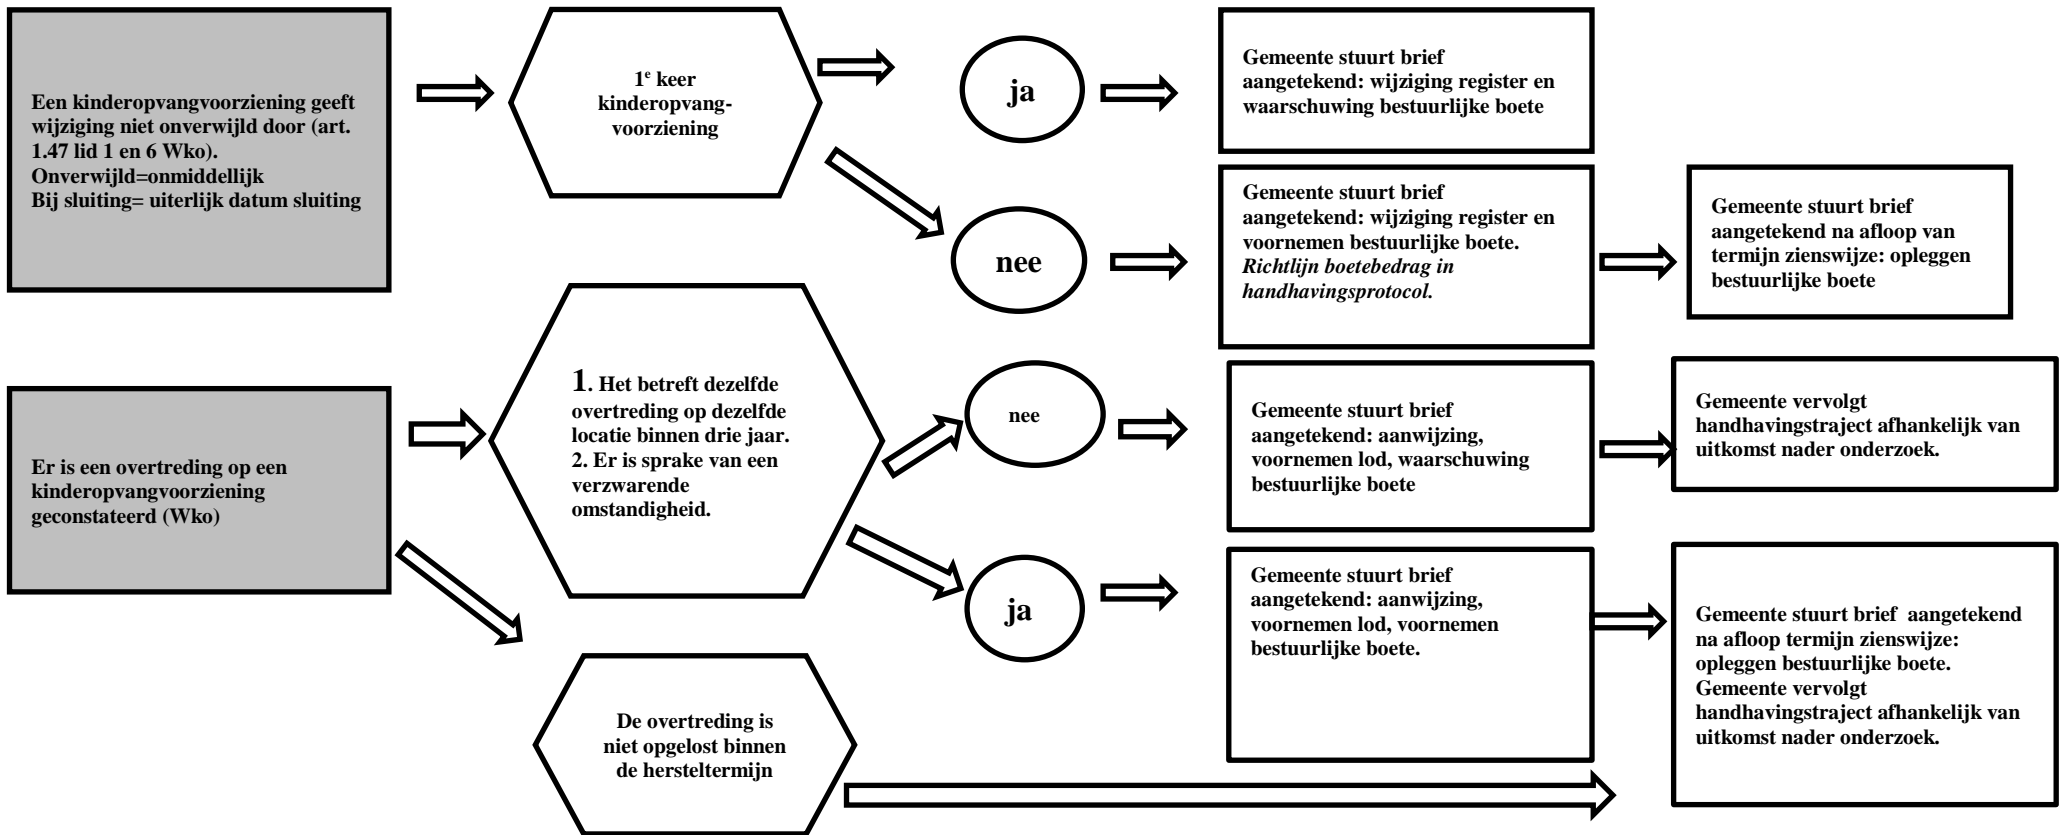 Een kinderopvangvoorziening geeft
wijziging niet onverwijld door (art.
1.47 lid 1 en 6 Wko).
Onverwijld=onmiddellijk
Bij sluiting= uiterlijk datum sluiting
1e keer
kinderopvang-
voorziening
ja
Gemeente stuurt brief
aangetekend: wijziging register en
waarschuwing bestuurlijke boete
nee
Gemeente stuurt brief
aangetekend: wijziging register en
voornemen bestuurlijke boete.
Richtlijn boetebedrag in
handhavingsprotocol.
Gemeente stuurt brief
aangetekend na afloop van
termijn zienswijze: opleggen
bestuurlijke boete
Er is een overtreding op een
kinderopvangvoorziening
geconstateerd (Wko)
1. Het betreft dezelfde
overtreding op dezelfde
locatie binnen drie jaar.
2. Er is sprake van een
verzwarende
omstandigheid.
nee
Gemeente stuurt brief
aangetekend: aanwijzing,
voornemen lod, waarschuwing
bestuurlijke boete
Gemeente vervolgt
handhavingstraject afhankelijk van
uitkomst nader onderzoek.
ja
Gemeente stuurt brief
aangetekend: aanwijzing,
voornemen lod, voornemen
bestuurlijke boete.
Gemeente stuurt brief  aangetekend
na afloop termijn zienswijze:
opleggen bestuurlijke boete.
Gemeente vervolgt
handhavingstraject afhankelijk van
uitkomst nader onderzoek.
De overtreding is
niet opgelost binnen
de hersteltermijn